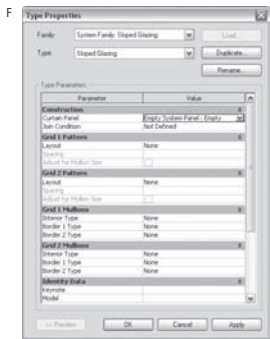 F
Type Properties
Family: System Family: Sloped Glazing Load...
Type: Sloped Glazing Duplicate...
Rename...
Type Parameters
Parameter Value
Construction
Curtain Panel Empty System Panel : Empty
Join Condition Not Defined
Grid 1 Pattern
Layout None
Spacing
Adjust for Mullion Size
Grid 2 Pattern
Layout None
Spacing
Adjust for Mullion Size
Grid 1 Mullions
Interior Type None
Border 1 Type None
Border 2 Type None
Grid 2 Mullions
Interior Type None
Border 1 Type None
Border 2 Type None
Identity Data
Keynote
Model
<< Preview OK Cancel Apply